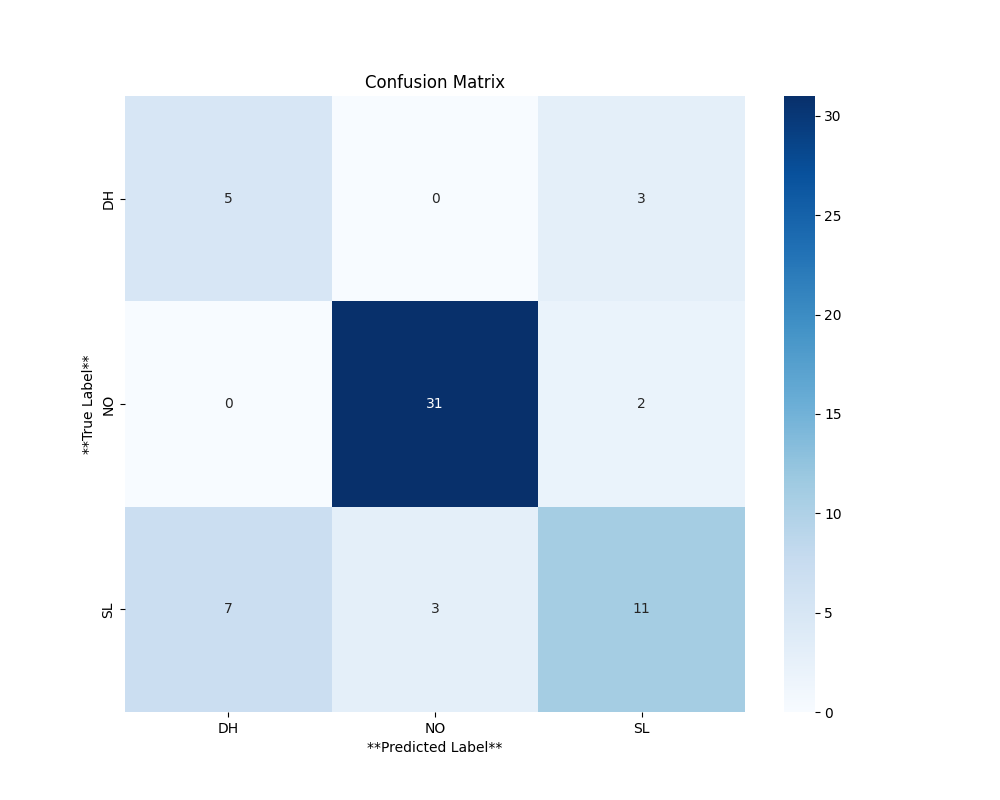 Confusion Matrix
**True Label**
DH
5
0
3
NO
0
31
2
SL
7
3
11
DH
NO
SL
**Predicted Label**
30
25
20
15
10
5
0